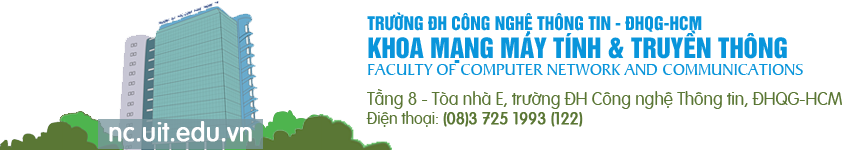 TRƯỜNG ĐH CÔNG NGHỆ THÔNG TIN - ĐHQG-HCM
KHOA MẠNG MÁY TÍNH & TRUYỀN THÔNG
FACULTY OF COMPUTER NETWORK AND COMMUNICATIONS
Tầng 8 - Tòa nhà E, trường ĐH Công nghệ Thông tin, ĐHQG-HCM
Điện thoại: (08)3 725 1993 (122)
nc.uit.edu.vn